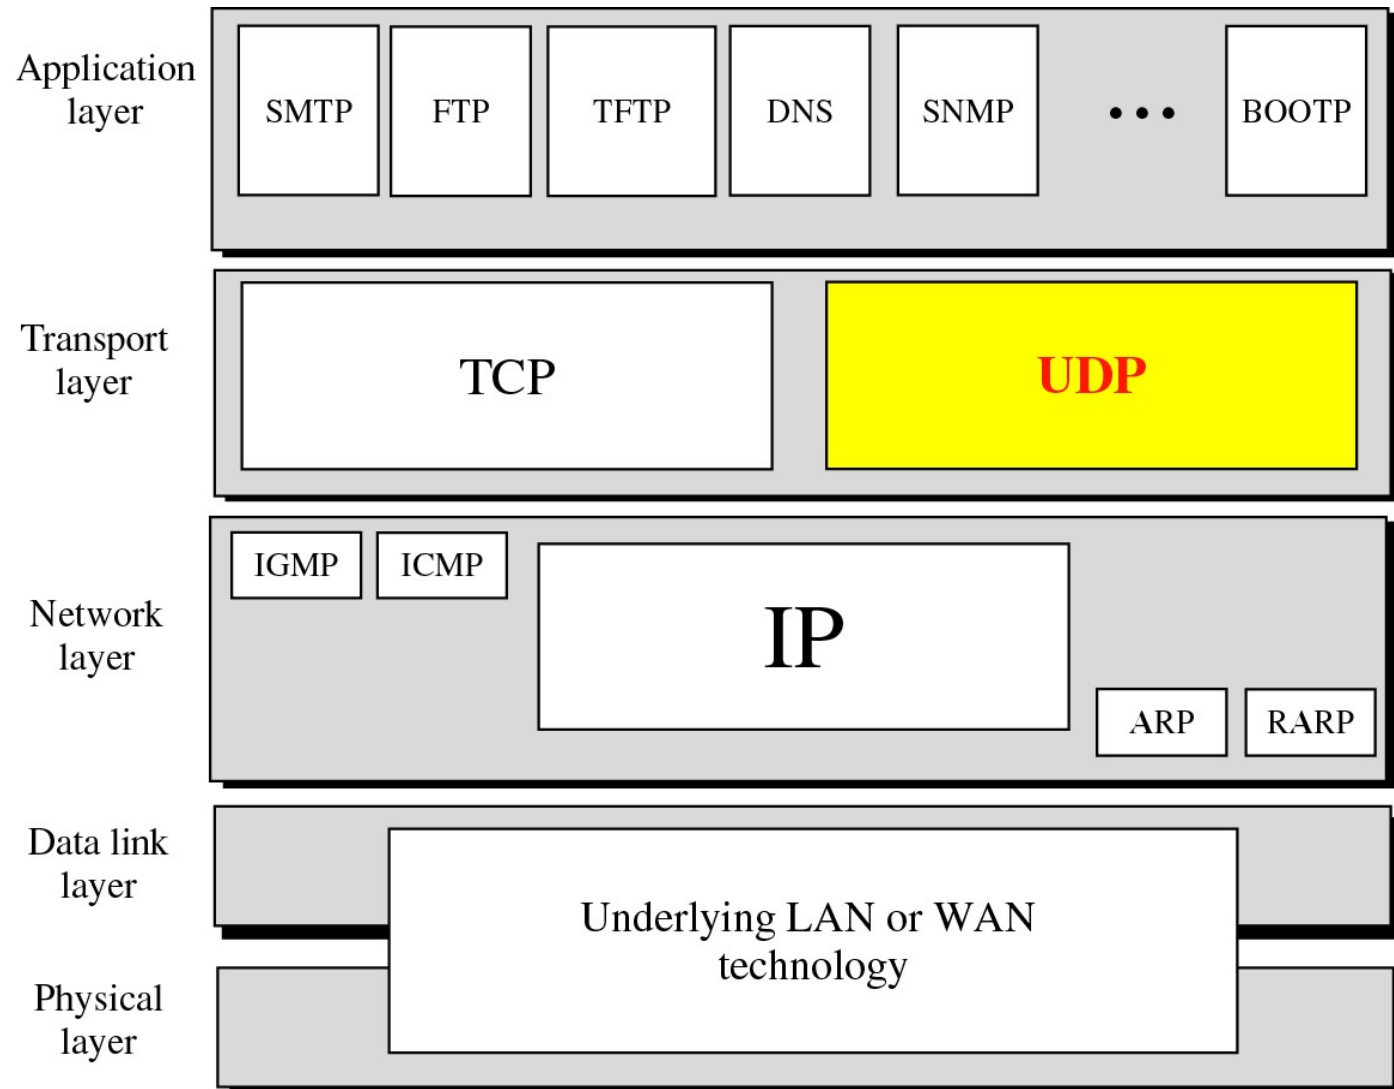 Application
layer
SMTP FTP TFTP DNS SNMP ••• BOOTP
Transport
layer
TCP UDP
Network
layer
IGMP ICMP IP ARP RARP
Data link
layer
Underlying LAN or WAN
technology
Physical
layer